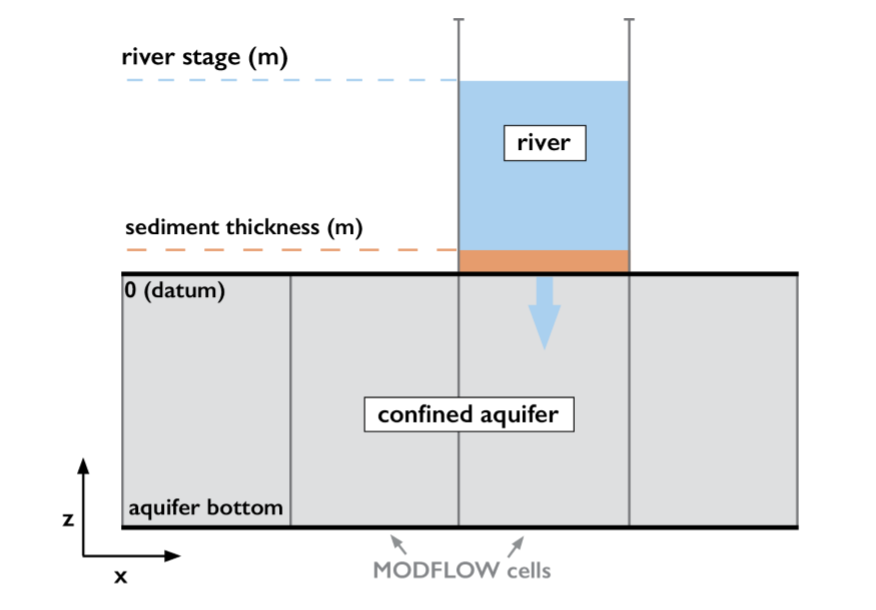 river stage (m)
river
sediment thickness (m)
0 (datum)
confined aquifer
aquifer bottom
z
x
MODFLOW cells